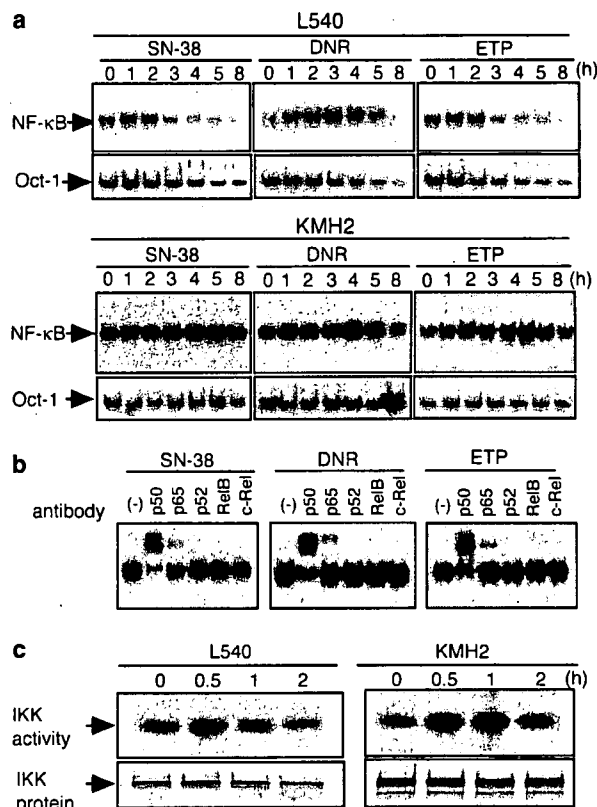 a
L540
SN-38 DNR ETP
0 1 2 3 4 5 8 0 1 2 3 4 5 8 0 1 2 3 4 5 8 (h)
NF-κB
Oct-1
KMH2
SN-38 DNR ETP
0 1 2 3 4 5 8 0 1 2 3 4 5 8 0 1 2 3 4 5 8 (h)
NF-κB
Oct-1
b
SN-38 DNR ETP
antibody (-) p50 p65 p52 RelB c-Rel (-) p50 p65 p52 RelB c-Rel (-) p50 p65 p52 RelB c-Rel
c
L540 KMH2
0 0.5 1 2 0 0.5 1 2 (h)
IKK
activity
IKK
protein